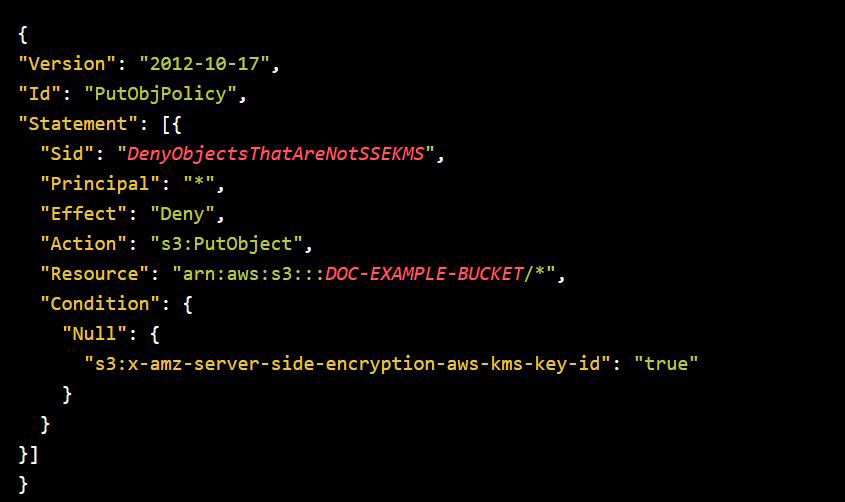 {
"Version": "2012-10-17",
"Id": "PutObjPolicy",
"Statement": [{
"Sid": "DenyObjectsThatAreNotSSEKMS",
"Principal": "*",
"Effect": "Deny",
"Action": "s3:PutObject",
"Resource": "arn:aws:s3:::DOC-EXAMPLE-BUCKET/*",
"Condition": {
"Null": {
"s3:x-amz-server-side-encryption-aws-kms-key-id": "true"
}
}
}]
}